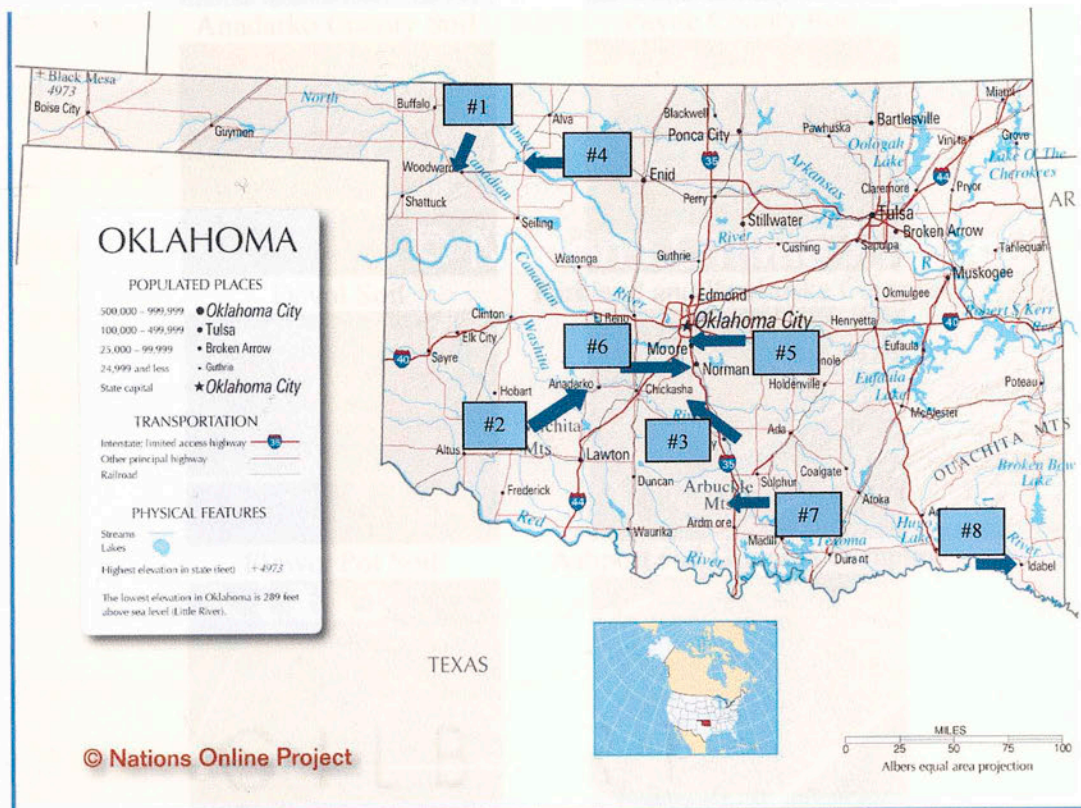 Black Mesa
4973
Boise City
Guymon
North
Buffalo
#1
Alva
Blackwell
Ponca City
Pawhuska
Bartlesville
Miami
Oologah
Lake
Vinita
Grove
Lake O' The
Cherokees
Woodward
Canadian
#4
Enid
35
Arkansas
Claremore
44
Pryor
AR
Shattuck
Seiling
Perry
Stillwater
River
Cushing
Tulsa
Broken Arrow
Sapulpa
Tahlequah
Watonga
Guthrie
R
Muskogee
Canadian
River
Edmond
Okmulgee
Robert S Kerr
Res
Clinton
El Reno
Oklahoma City
Henryetta
40
Elk City
Washita
#6
Moore
#5
Eufaula
40
Sayre
Norman
Holdenville
Eufaula
Lake
Poteau
Hobart
Anadarko
Chickasha
#2
#3
River
McAlester
Altus
Mts
Lawton
Ada
OUACHITA MTS
35
Coalgate
Broken Bow
Lake
Frederick
44
Duncan
Sulphur
Arbuckle
Mts
Atoka
#7
#8
Red
Waurika
Ardmore
Hugo
Lake
River
River
Madill
Texoma
Durant
Idabel
OKLAHOMA
POPULATED PLACES
500,000 – 999,999 Oklahoma City
100,000 – 499,999 Tulsa
25,000 – 99,999 Broken Arrow
24,999 and less Guthrie
State capital Oklahoma City
TRANSPORTATION
Interstate; limited access highway 35
Other principal highway
Railroad
PHYSICAL FEATURES
Streams
Lakes
Highest elevation in state (feet) +4973
The lowest elevation in Oklahoma is 289 feet
above sea level (Little River).
TEXAS
© Nations Online Project
MILES
0 25 50 75 100
Albers equal area projection